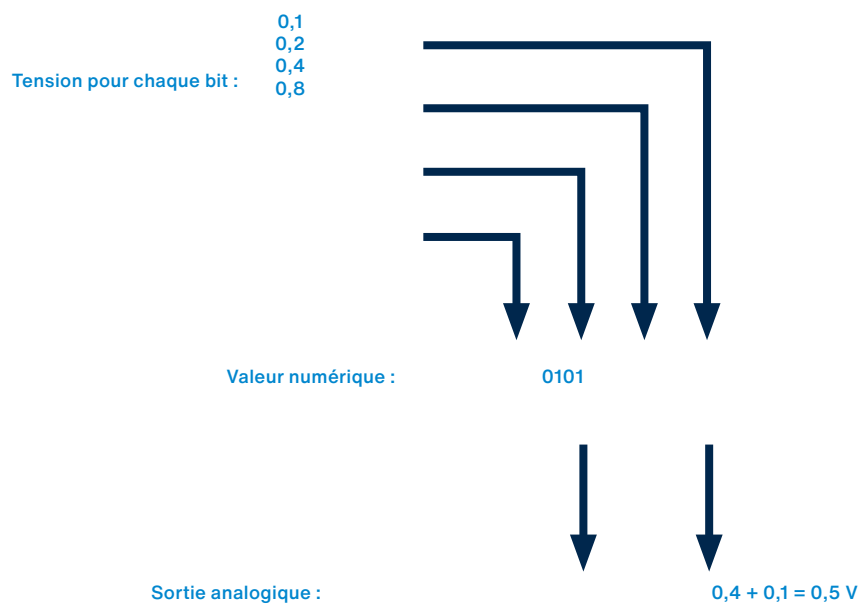 0,1
0,2
0,4
Tension pour chaque bit :
0,8
Valeur numérique :
0101
Sortie analogique :
0,4 + 0,1 = 0,5 V